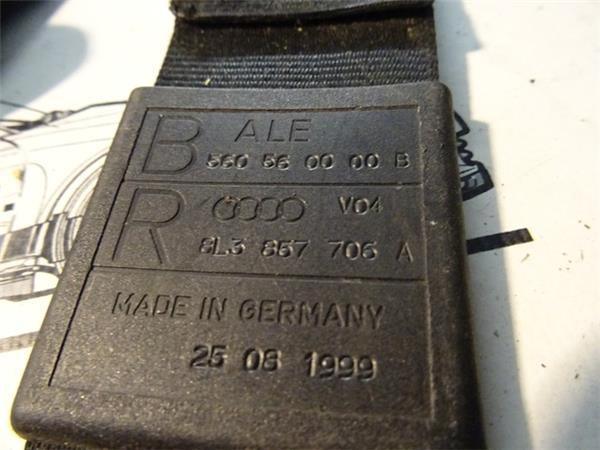 B ALE
560 56 00 00 B
R V04
8L3 857 706 A
MADE IN GERMANY
25 08 1999